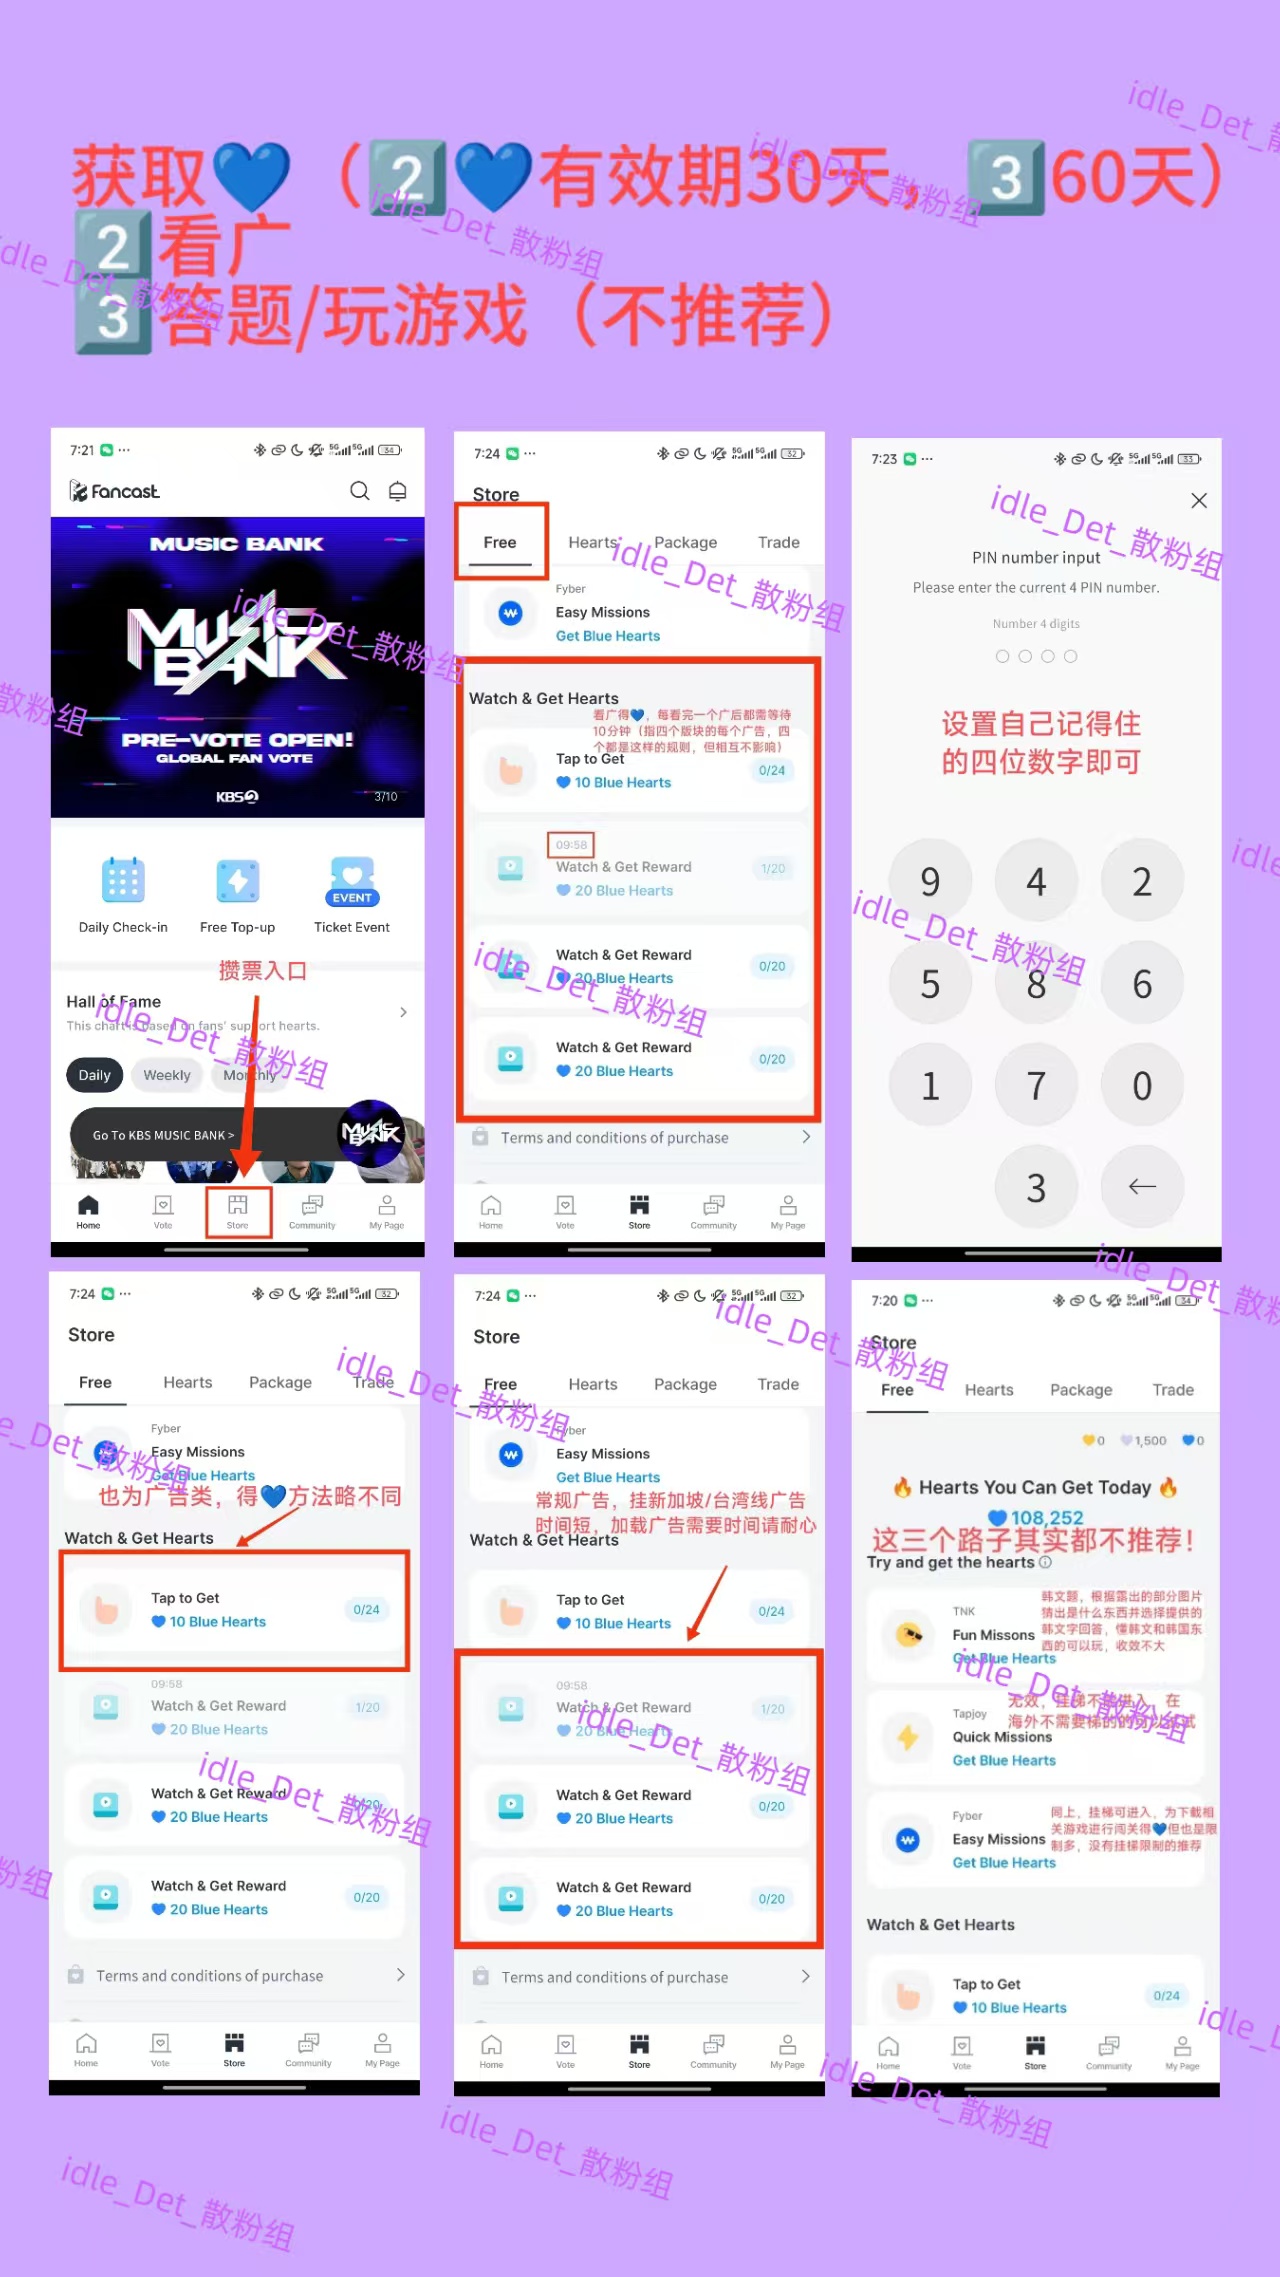 获取💙（2️⃣💙有效期30天，3️⃣60天）
2️⃣看广
3️⃣答题/玩游戏（不推荐）
7:21
34
Fancast
MUSIC BANK
MUSIC BANK
PRE-VOTE OPEN!
GLOBAL FAN VOTE
KBS2
3/10
EVENT
Daily Check-in
Free Top-up
Ticket Event
攒票入口
Hall of Fame
This chart is based on fans' support hearts.
Daily
Weekly
Monthly
Go To KBS MUSIC BANK >
Home
Vote
Store
Community
My Page
7:24
32
Store
Free
Hearts
Package
Trade
Fyber
Easy Missions
Get Blue Hearts
Watch & Get Hearts
看广得💙，每看完一个广后都需等待
10分钟（指四个版块的每个广告，四
个都是这样的规则，但相互不影响）
Tap to Get
10 Blue Hearts
0/24
09:58
Watch & Get Reward
20 Blue Hearts
1/20
Watch & Get Reward
20 Blue Hearts
0/20
Watch & Get Reward
20 Blue Hearts
0/20
Terms and conditions of purchase
Home
Vote
Store
Community
My Page
7:23
33
PIN number input
Please enter the current 4 PIN number.
Number 4 digits
设置自己记得住
的四位数字即可
9 4 2
5 8 6
1 7 0
3 ←
7:24
32
Store
Free
Hearts
Package
Trade
Fyber
Easy Missions
Get Blue Hearts
也为广告类，得💙方法略不同
Watch & Get Hearts
Tap to Get
10 Blue Hearts
0/24
09:58
Watch & Get Reward
20 Blue Hearts
1/20
Watch & Get Reward
20 Blue Hearts
0/20
Watch & Get Reward
20 Blue Hearts
0/20
Terms and conditions of purchase
Home
Vote
Store
Community
My Page
7:24
32
Store
Free
Hearts
Package
Trade
Fyber
Easy Missions
Get Blue Hearts
常规广告，挂新加坡/台湾线广告
时间短，加载广告需要时间请耐心
Watch & Get Hearts
Tap to Get
10 Blue Hearts
0/24
09:58
Watch & Get Reward
20 Blue Hearts
1/20
Watch & Get Reward
20 Blue Hearts
0/20
Watch & Get Reward
20 Blue Hearts
0/20
Terms and conditions of purchase
Home
Vote
Store
Community
My Page
7:20
34
Store
Free
Hearts
Package
Trade
0
1,500
0
🔥 Hearts You Can Get Today 🔥
108,252
这三个路子其实都不推荐！
Try and get the hearts
TNK
Fun Missons
Get Blue Hearts
韩文题，根据露出的部分图片
猜出是什么东西并选择提供的
韩文字回答，懂韩文和韩国东
西的可以玩，收效不大
Tapjoy
Quick Missions
Get Blue Hearts
无效，挂梯不能进入，在
海外不需要梯的可以试试
Fyber
Easy Missions
Get Blue Hearts
同上，挂梯可进入，为下载相
关游戏进行闯关得💙但也是限
制多，没有挂梯限制的推荐
Watch & Get Hearts
Tap to Get
10 Blue Hearts
0/24
Home
Vote
Store
Community
My Page
idle_Det_散粉组